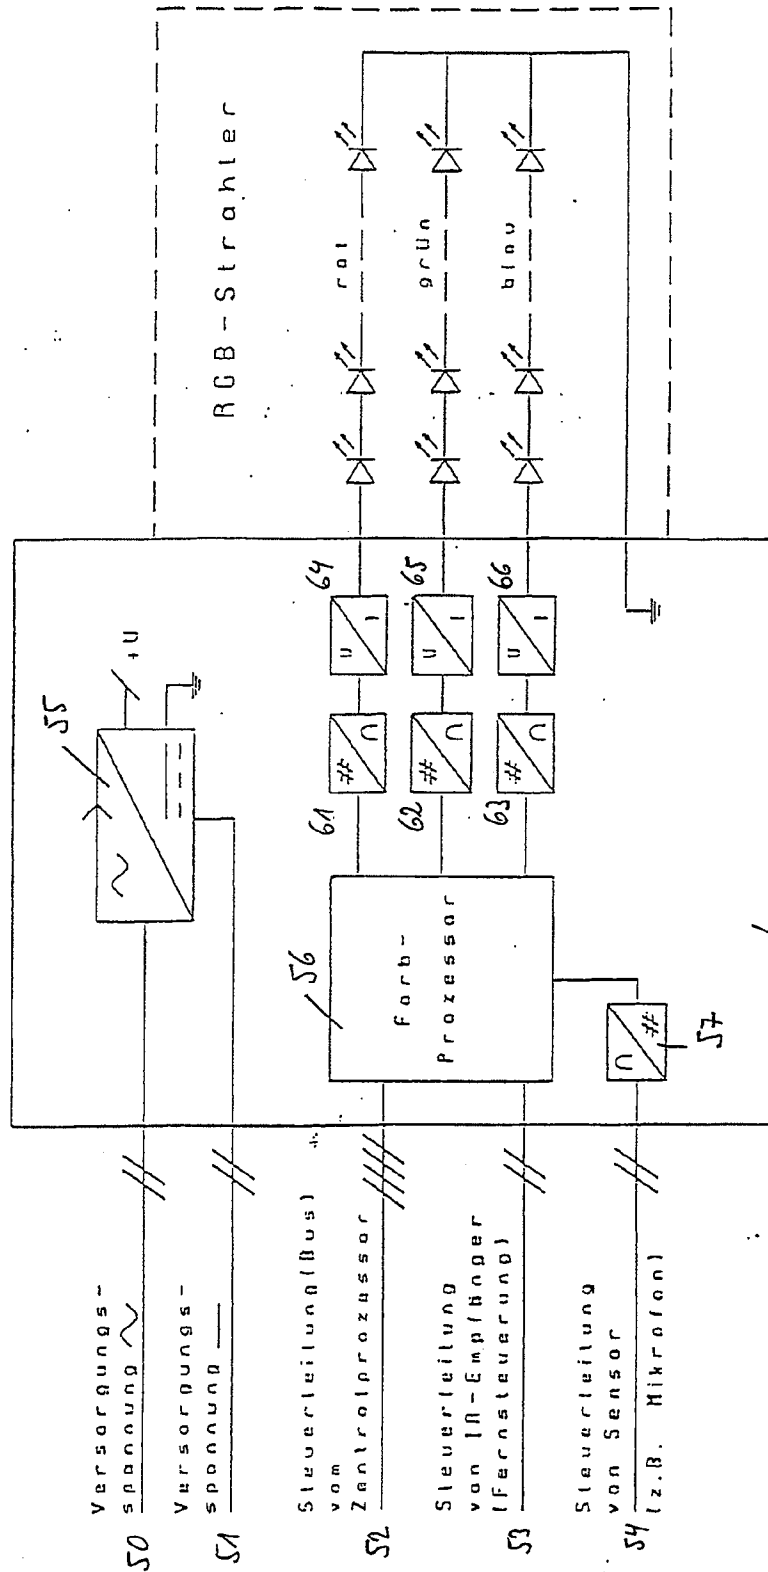 Versorgungs-
spannung ~
50
Versorgungs-
spannung —
51
Steuerleitung (Bus)
vom
Zentralprozessor
52
Steuerleitung
von IR-Empfänger
(Fernsteuerung)
53
Steuerleitung
von Sensor
(z.B. Mikrofon)
54
55
~
+U
56
Farb-
Prozessor
57
∩
#
61
#
∩
62
#
∩
63
#
∩
64
U
I
65
U
I
66
U
I
RGB-Strahler
rot
grün
blau